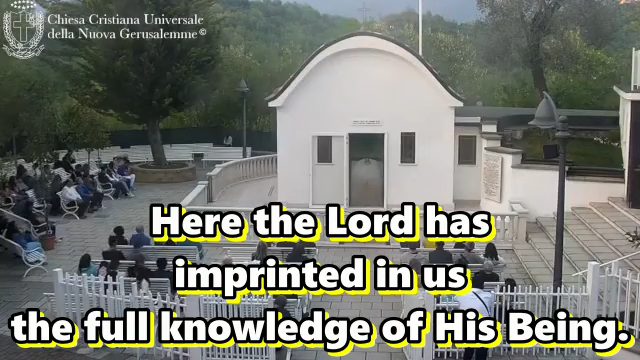 Chiesa Cristiana Universale
della Nuova Gerusalemme©
Here the Lord has
imprinted in us
the full knowledge of His Being.